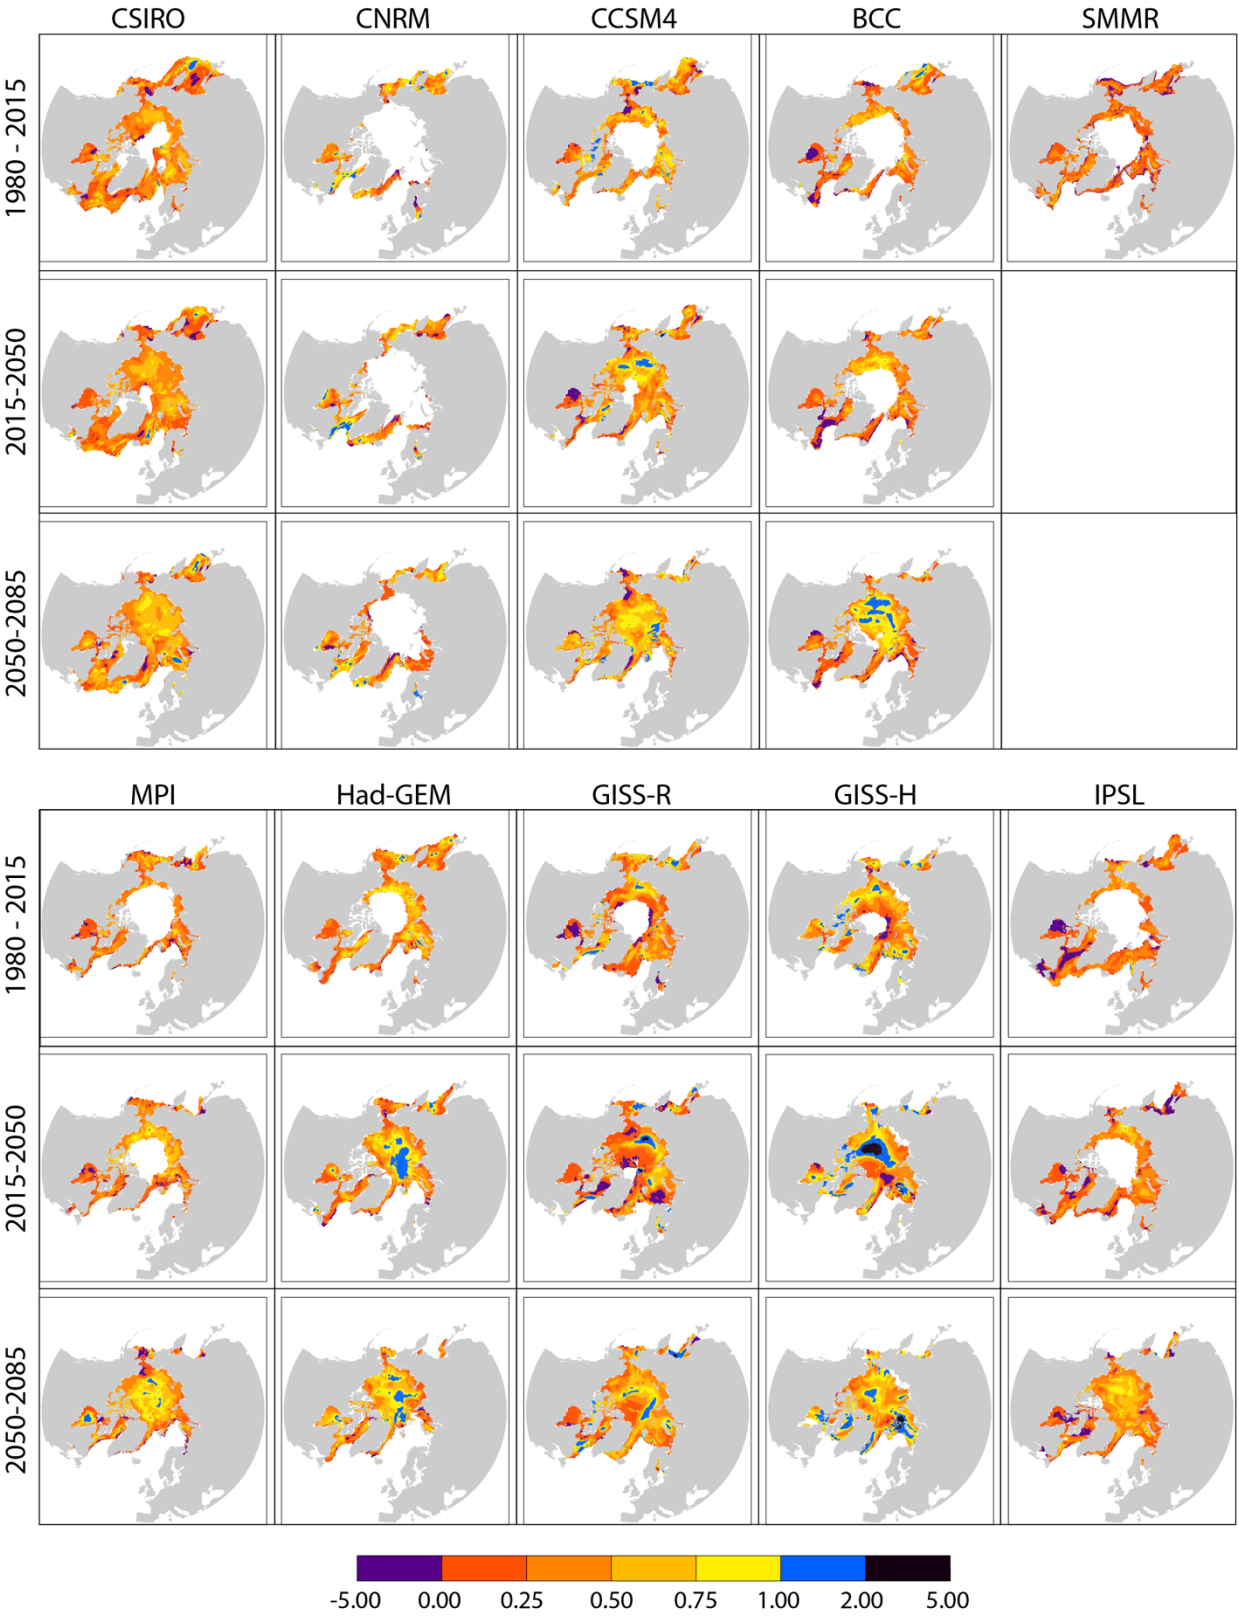 CSIRO CNRM CCSM4 BCC SMMR
1980 - 2015
2015-2050
2050-2085
MPI Had-GEM GISS-R GISS-H IPSL
1980 - 2015
2015-2050
2050-2085
-5.00 0.00 0.25 0.50 0.75 1.00 2.00 5.00